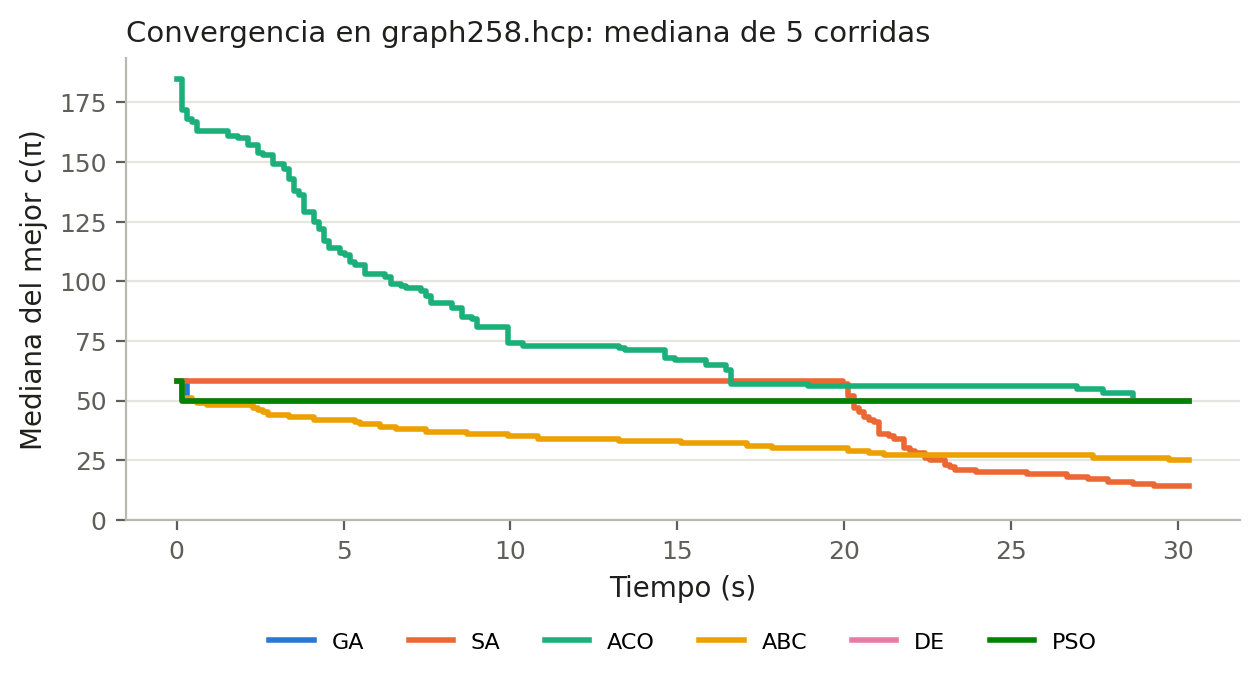 Convergencia en graph258.hcp: mediana de 5 corridas
Mediana del mejor c(π)
175
150
125
100
75
50
25
0
0 5 10 15 20 25 30
Tiempo (s)
GA SA ACO ABC DE PSO